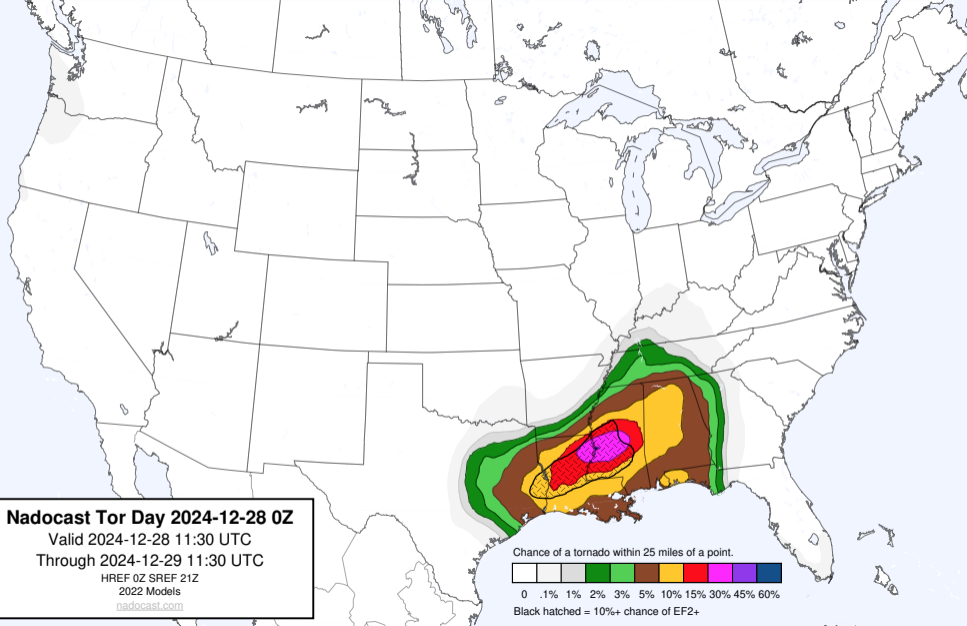 Nadocast Tor Day 2024-12-28 0Z
Valid 2024-12-28 11:30 UTC
Through 2024-12-29 11:30 UTC
HREF 0Z SREF 21Z
2022 Models
nadocast.com
Chance of a tornado within 25 miles of a point.
0 .1% 1% 2% 3% 5% 10% 15% 30% 45% 60%
Black hatched = 10%+ chance of EF2+